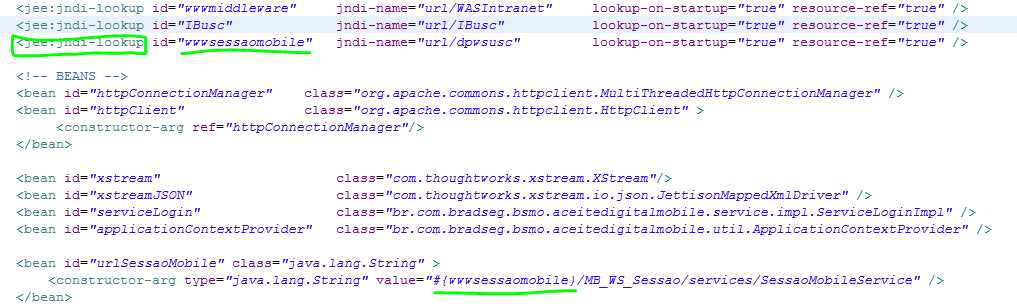 <jee:jndi-lookup id="wwwmiddleware" jndi-name="url/WASIntranet" lookup-on-startup="true" resource-ref="true" />
<jee:jndi-lookup id="IBusc" jndi-name="url/IBusc" lookup-on-startup="true" resource-ref="true" />
<jee:jndi-lookup id="wwwsessaomobile" jndi-name="url/dpwsusc" lookup-on-startup="true" resource-ref="true" />
<!-- BEANS -->
<bean id="httpConnectionManager" class="org.apache.commons.httpclient.MultiThreadedHttpConnectionManager" />
<bean id="httpClient" class="org.apache.commons.httpclient.HttpClient" >
<constructor-arg ref="httpConnectionManager"/>
</bean>
<bean id="xstream" class="com.thoughtworks.xstream.XStream"/>
<bean id="xstreamJSON" class="com.thoughtworks.xstream.io.json.JettisonMappedXmlDriver" />
<bean id="serviceLogin" class="br.com.bradseg.bsmo.aceitedigitalmobile.service.impl.ServiceLoginImpl" />
<bean id="applicationContextProvider" class="br.com.bradseg.bsmo.aceitedigitalmobile.util.ApplicationContextProvider" />
<bean id="urlSessaoMobile" class="java.lang.String" >
<constructor-arg type="java.lang.String" value="#{wwwsessaomobile}/MB_WS_Sessao/services/SessaoMobileService" />
</bean>